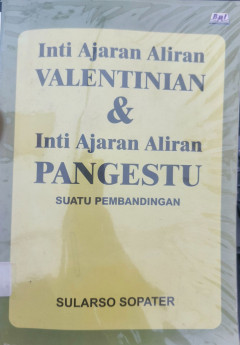 Inti Ajaran Aliran
VALENTINIAN
&
Inti Ajaran Aliran
PANGESTU
SUATU PEMBANDINGAN
SULARSO SOPATER